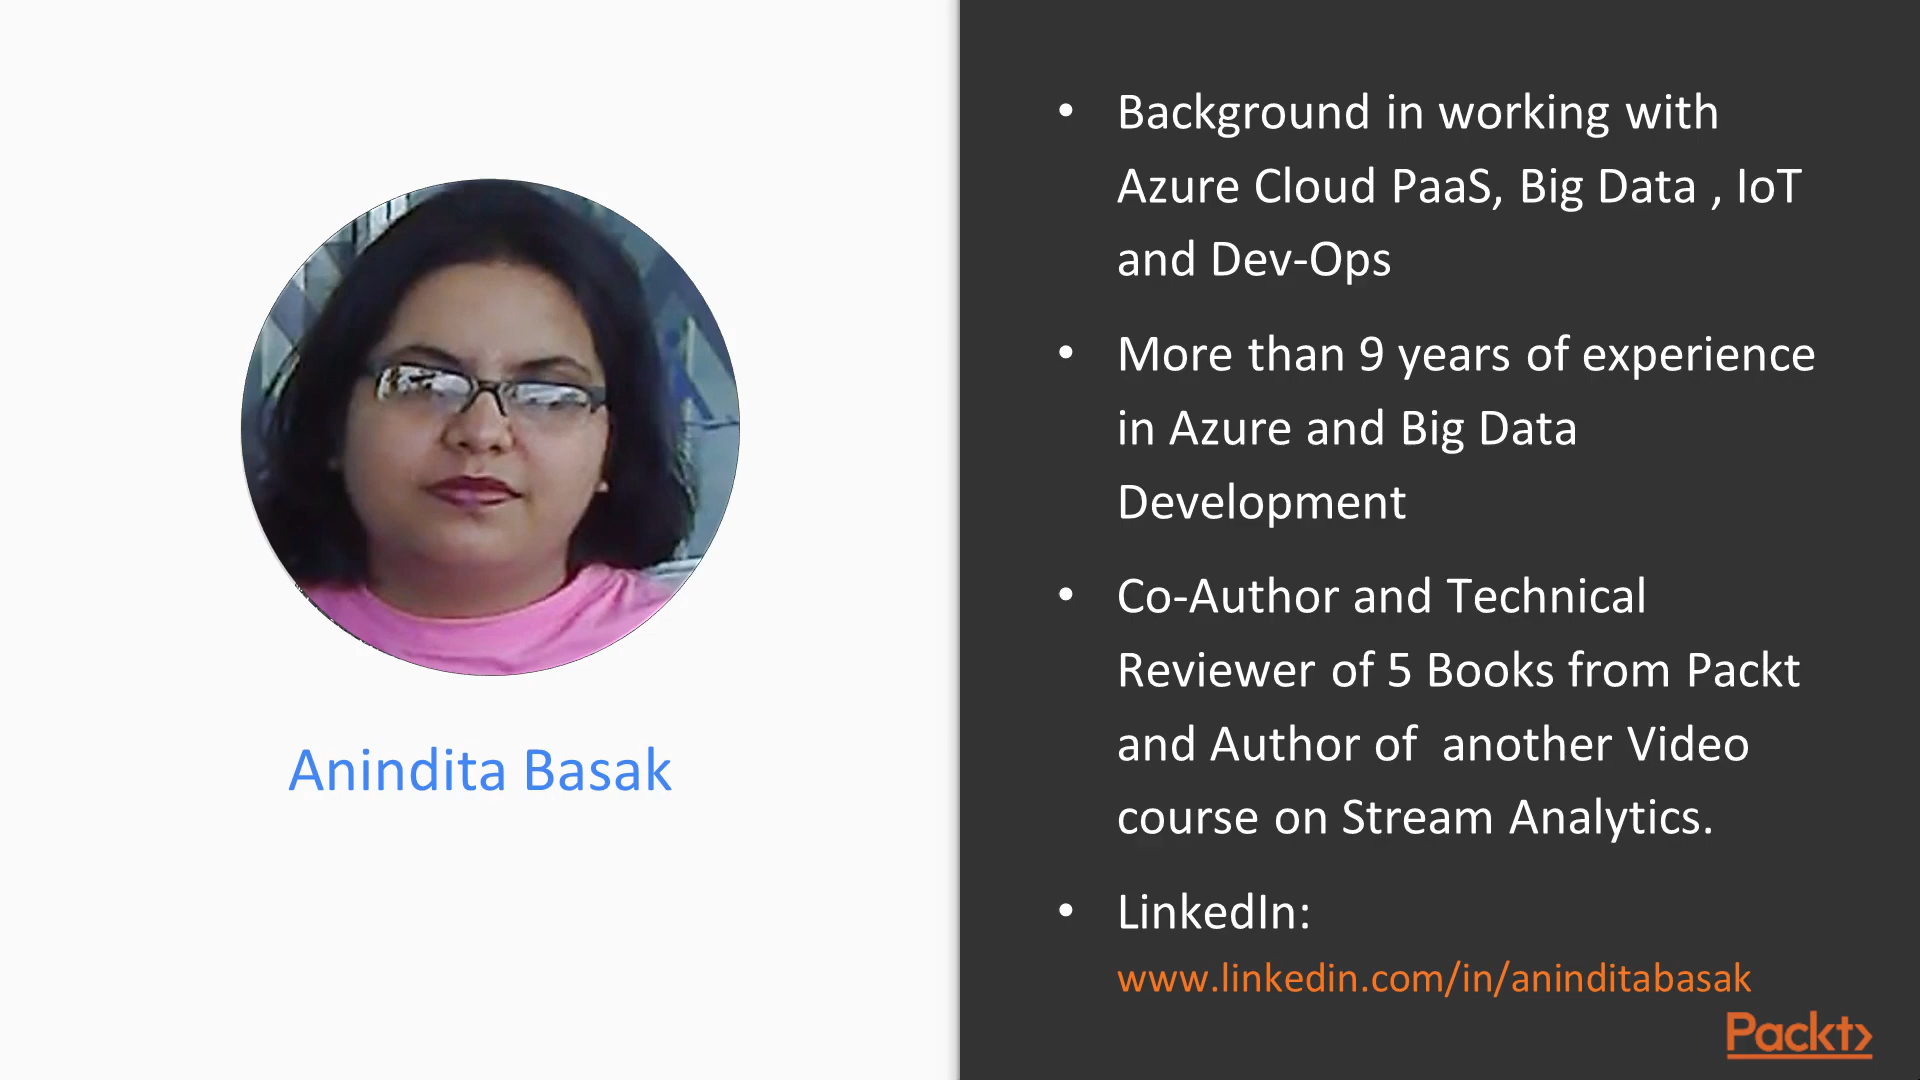 Anindita Basak
• Background in working with
Azure Cloud PaaS, Big Data , IoT
and Dev-Ops
• More than 9 years of experience
in Azure and Big Data
Development
• Co-Author and Technical
Reviewer of 5 Books from Packt
and Author of  another Video
course on Stream Analytics.
• LinkedIn:
www.linkedin.com/in/aninditabasak
Packt